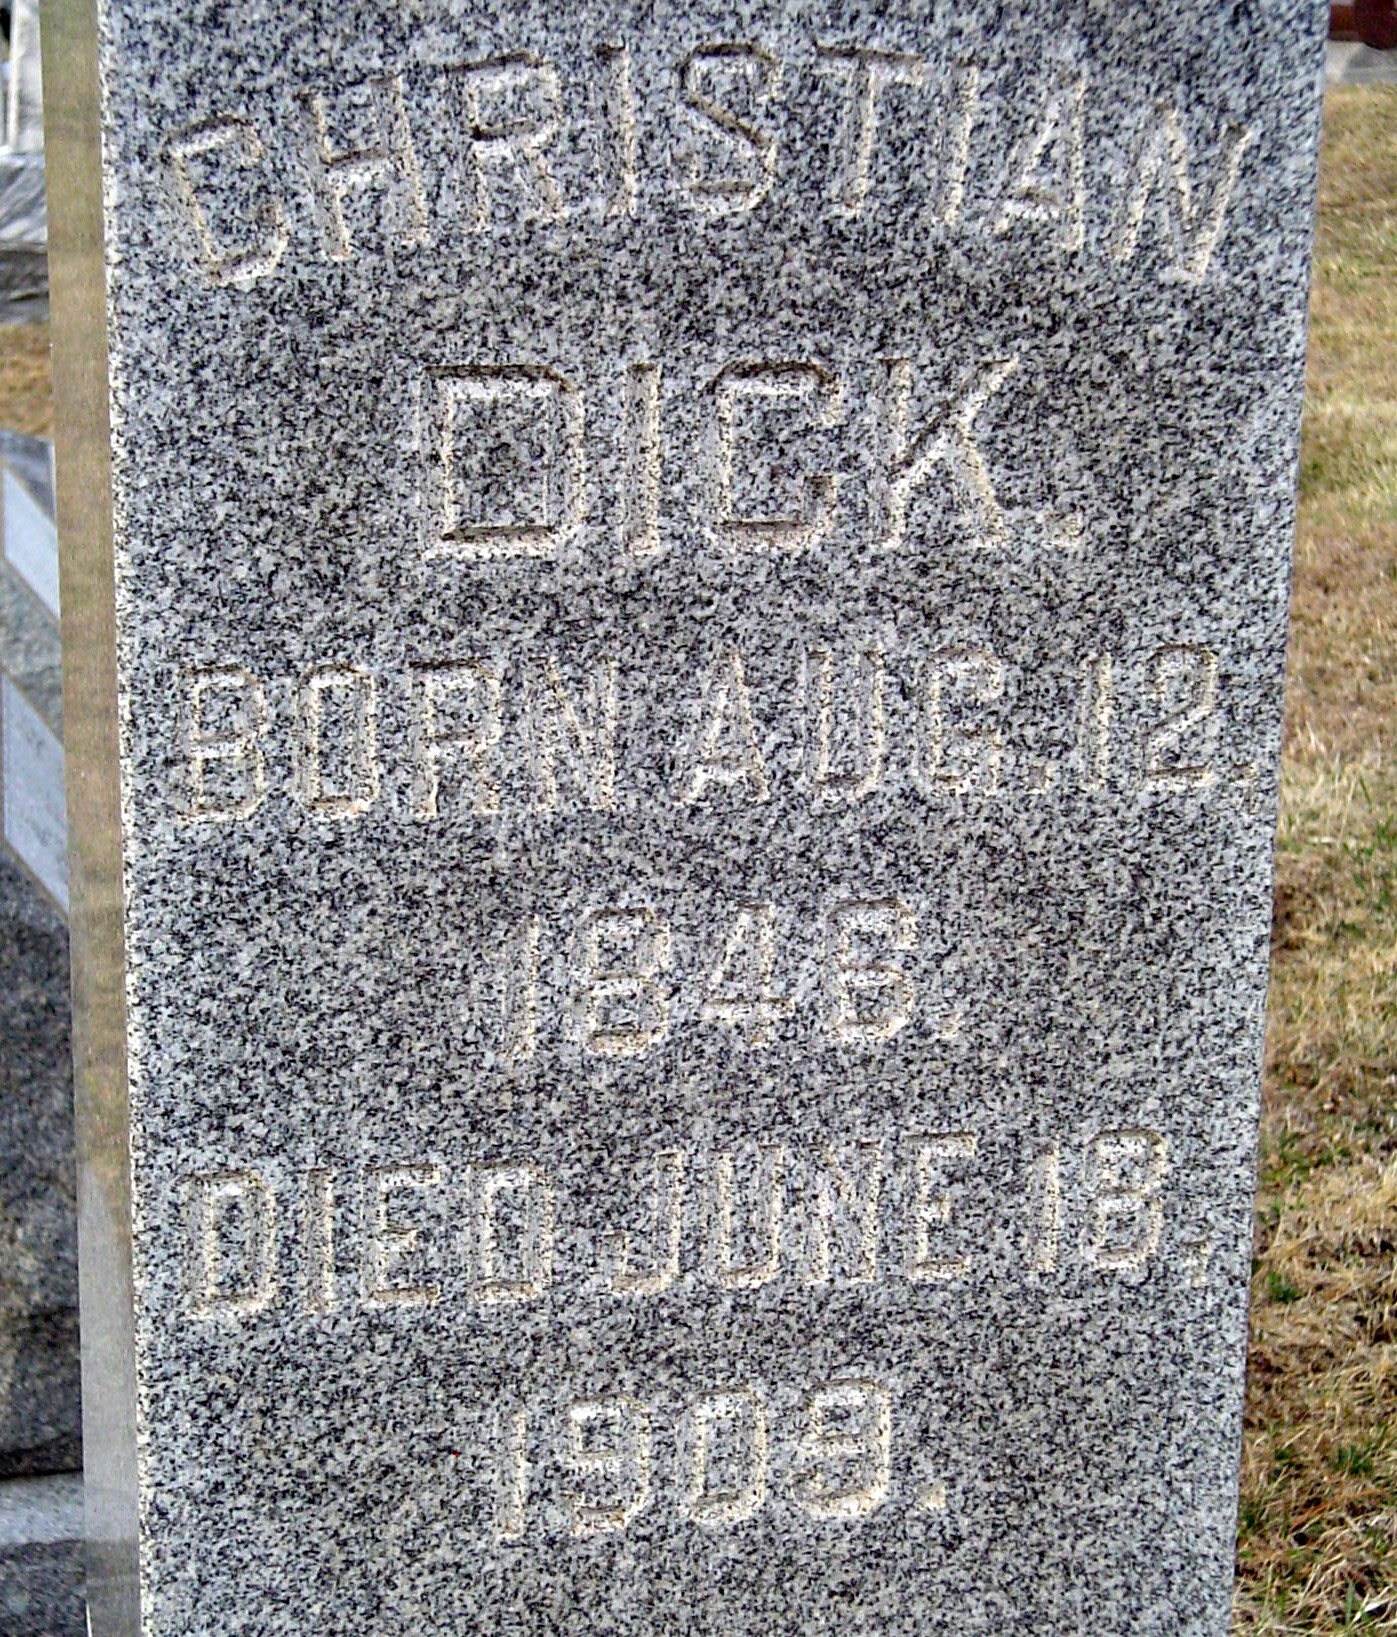 CHRISTIAN
DICK.
BORN AUG. 12,
1846.
DIED JUNE 18,
1909.